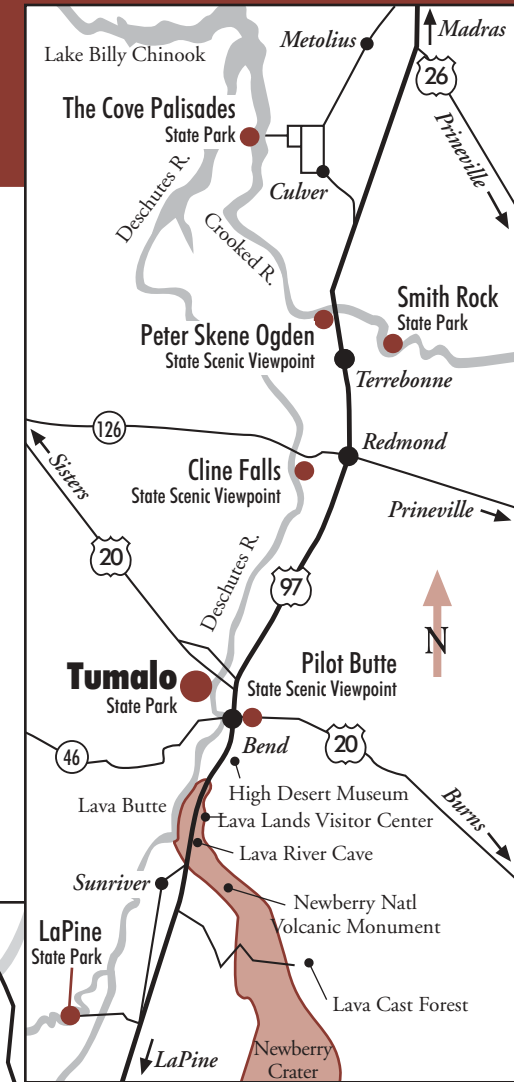 Madras
Metolius
Lake Billy Chinook
26
The Cove Palisades
State Park
Prineville
Deschutes R.
Culver
Crooked R.
Smith Rock
State Park
Peter Skene Ogden
State Scenic Viewpoint
Terrebonne
126
Redmond
Sisters
Cline Falls
State Scenic Viewpoint
Prineville
20
Deschutes R.
97
N
Tumalo
State Park
Pilot Butte
State Scenic Viewpoint
46
Bend
20
High Desert Museum
Lava Butte
Lava Lands Visitor Center
Burns
Lava River Cave
Sunriver
Newberry Natl
Volcanic Monument
LaPine
State Park
Lava Cast Forest
LaPine
Newberry
Crater